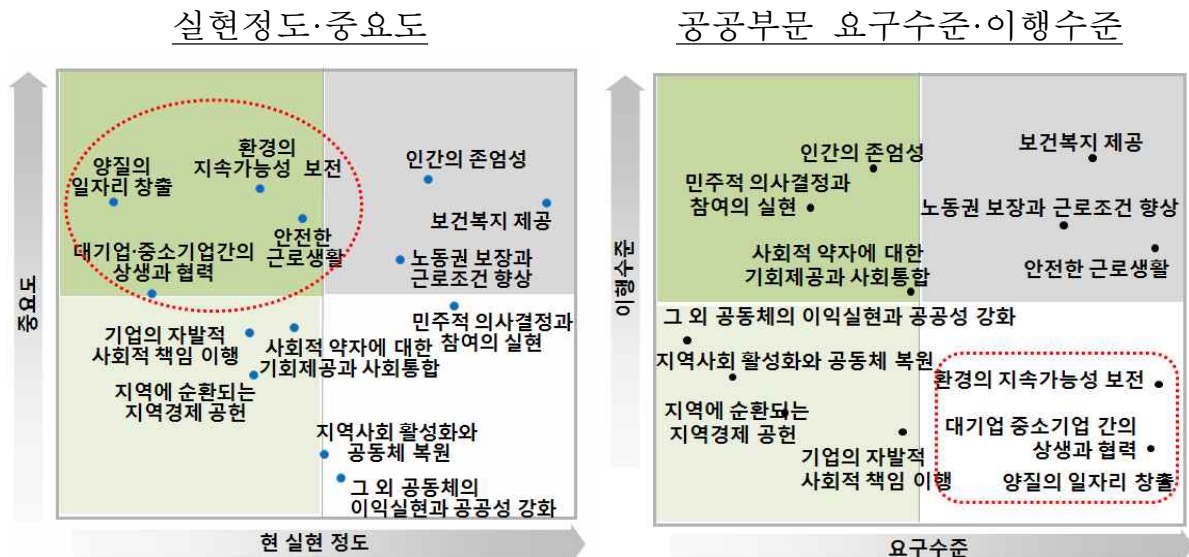 실현정도·중요도
중요도
양질의
일자리 창출
환경의
지속가능성 보전
안전한
근로생활
대기업·중소기업간의
상생과 협력
인간의 존엄성
보건복지 제공
노동권 보장과
근로조건 향상
민주적 의사결정과
참여의 실현
기업의 자발적
사회적 책임 이행
사회적 약자에 대한
기회제공과 사회통합
지역에 순환되는
지역경제 공헌
지역사회 활성화와
공동체 복원
그 외 공동체의
이익실현과 공공성 강화
현 실현 정도
공공부문 요구수준·이행수준
이행수준
인간의 존엄성
민주적 의사결정과
참여의 실현
사회적 약자에 대한
기회제공과 사회통합
보건복지 제공
노동권 보장과 근로조건 향상
안전한 근로생활
그 외 공동체의 이익실현과 공공성 강화
지역사회 활성화와 공동체 복원
지역에 순환되는
지역경제 공헌
기업의 자발적
사회적 책임 이행
환경의 지속가능성 보전
대기업 중소기업 간의
상생과 협력
양질의 일자리 창출
요구수준